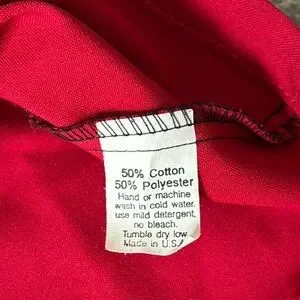 50% Cotton
50% Polyester
Hand or machine
wash in cold water.
use mild detergent,
no bleach.
Tumble dry low
Made in U.S.